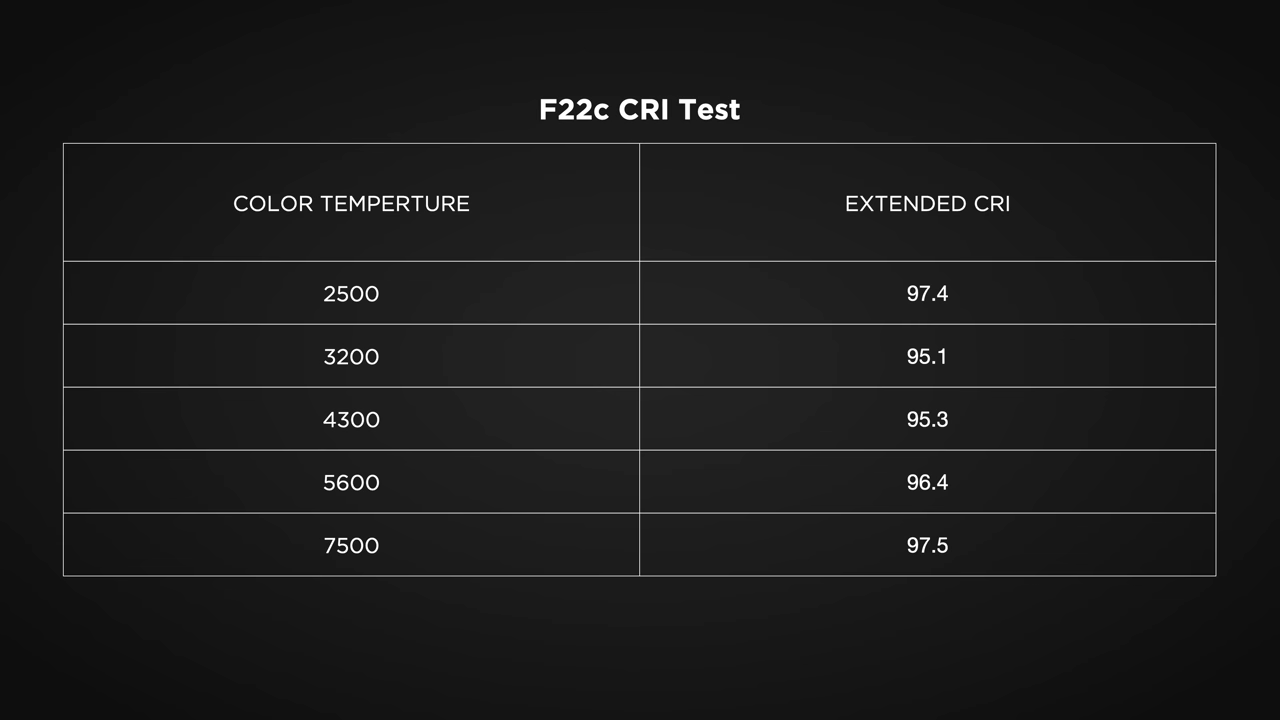 F22c CRI Test
COLOR TEMPERTURE EXTENDED CRI
2500 97.4
3200 95.1
4300 95.3
5600 96.4
7500 97.5